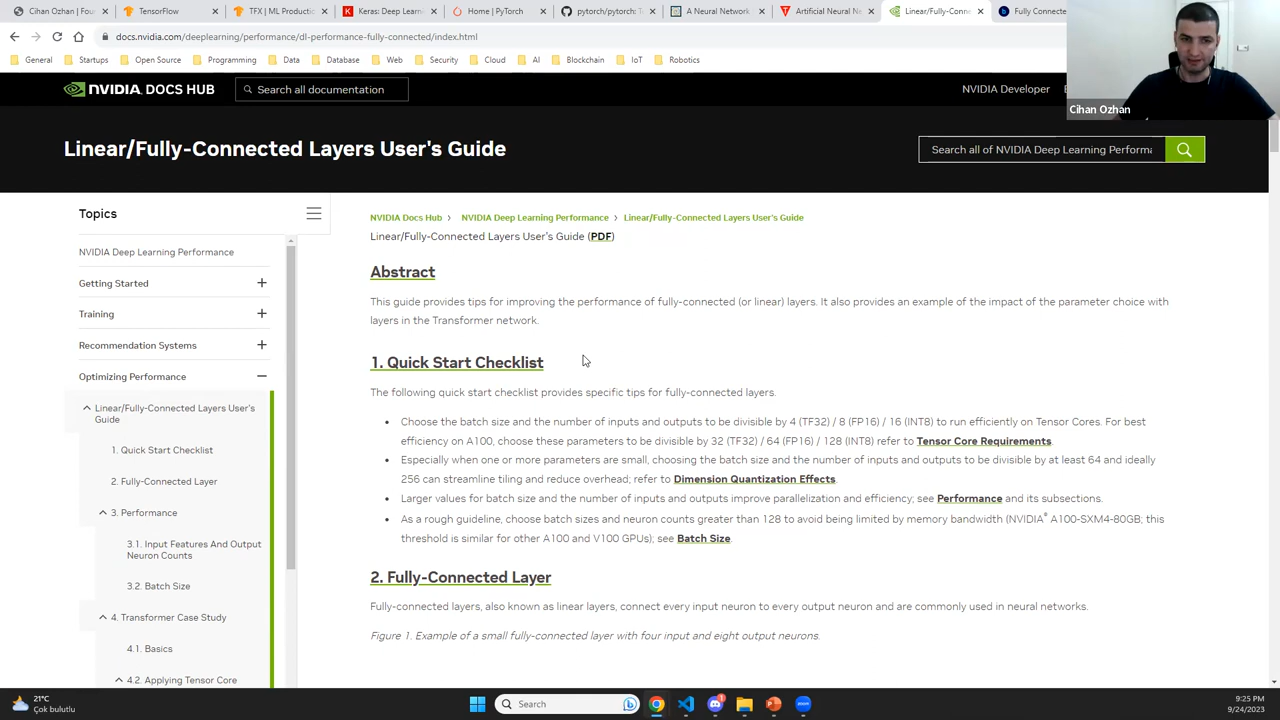 Cihan Ozhan | Foun
TensorFlow
TFX | ML Production
Keras: Deep Learnin
Home | PyTorch
pytorch/pytorch: Te
A Neural Network
Artificial Neural Ne
Linear/Fully-Conne
Fully Connected
docs.nvidia.com/deeplearning/performance/dl-performance-fully-connected/index.html
General
Startups
Open Source
Programming
Data
Database
Web
Security
Cloud
AI
Blockchain
IoT
Robotics
Cihan Ozhan
NVIDIA. DOCS HUB
Search all documentation
NVIDIA Developer
Linear/Fully-Connected Layers User's Guide
Search all of NVIDIA Deep Learning Performa
Topics
NVIDIA Deep Learning Performance
Getting Started
Training
Recommendation Systems
Optimizing Performance
Linear/Fully-Connected Layers User's
Guide
1. Quick Start Checklist
2. Fully-Connected Layer
3. Performance
3.1. Input Features And Output
Neuron Counts
3.2. Batch Size
4. Transformer Case Study
4.1. Basics
4.2. Applying Tensor Core
NVIDIA Docs Hub > NVIDIA Deep Learning Performance > Linear/Fully-Connected Layers User's Guide
Linear/Fully-Connected Layers User's Guide (PDF)
Abstract
This guide provides tips for improving the performance of fully-connected (or linear) layers. It also provides an example of the impact of the parameter choice with
layers in the Transformer network.
1. Quick Start Checklist
The following quick start checklist provides specific tips for fully-connected layers.
• Choose the batch size and the number of inputs and outputs to be divisible by 4 (TF32) / 8 (FP16) / 16 (INT8) to run efficiently on Tensor Cores. For best
efficiency on A100, choose these parameters to be divisible by 32 (TF32) / 64 (FP16) / 128 (INT8) refer to Tensor Core Requirements.
• Especially when one or more parameters are small, choosing the batch size and the number of inputs and outputs to be divisible by at least 64 and ideally
256 can streamline tiling and reduce overhead; refer to Dimension Quantization Effects.
• Larger values for batch size and the number of inputs and outputs improve parallelization and efficiency; see Performance and its subsections.
• As a rough guideline, choose batch sizes and neuron counts greater than 128 to avoid being limited by memory bandwidth (NVIDIA® A100-SXM4-80GB; this
threshold is similar for other A100 and V100 GPUs); see Batch Size.
2. Fully-Connected Layer
Fully-connected layers, also known as linear layers, connect every input neuron to every output neuron and are commonly used in neural networks.
Figure 1. Example of a small fully-connected layer with four input and eight output neurons.
21°C
Çok bulutlu
Search
9:25 PM
9/24/2023